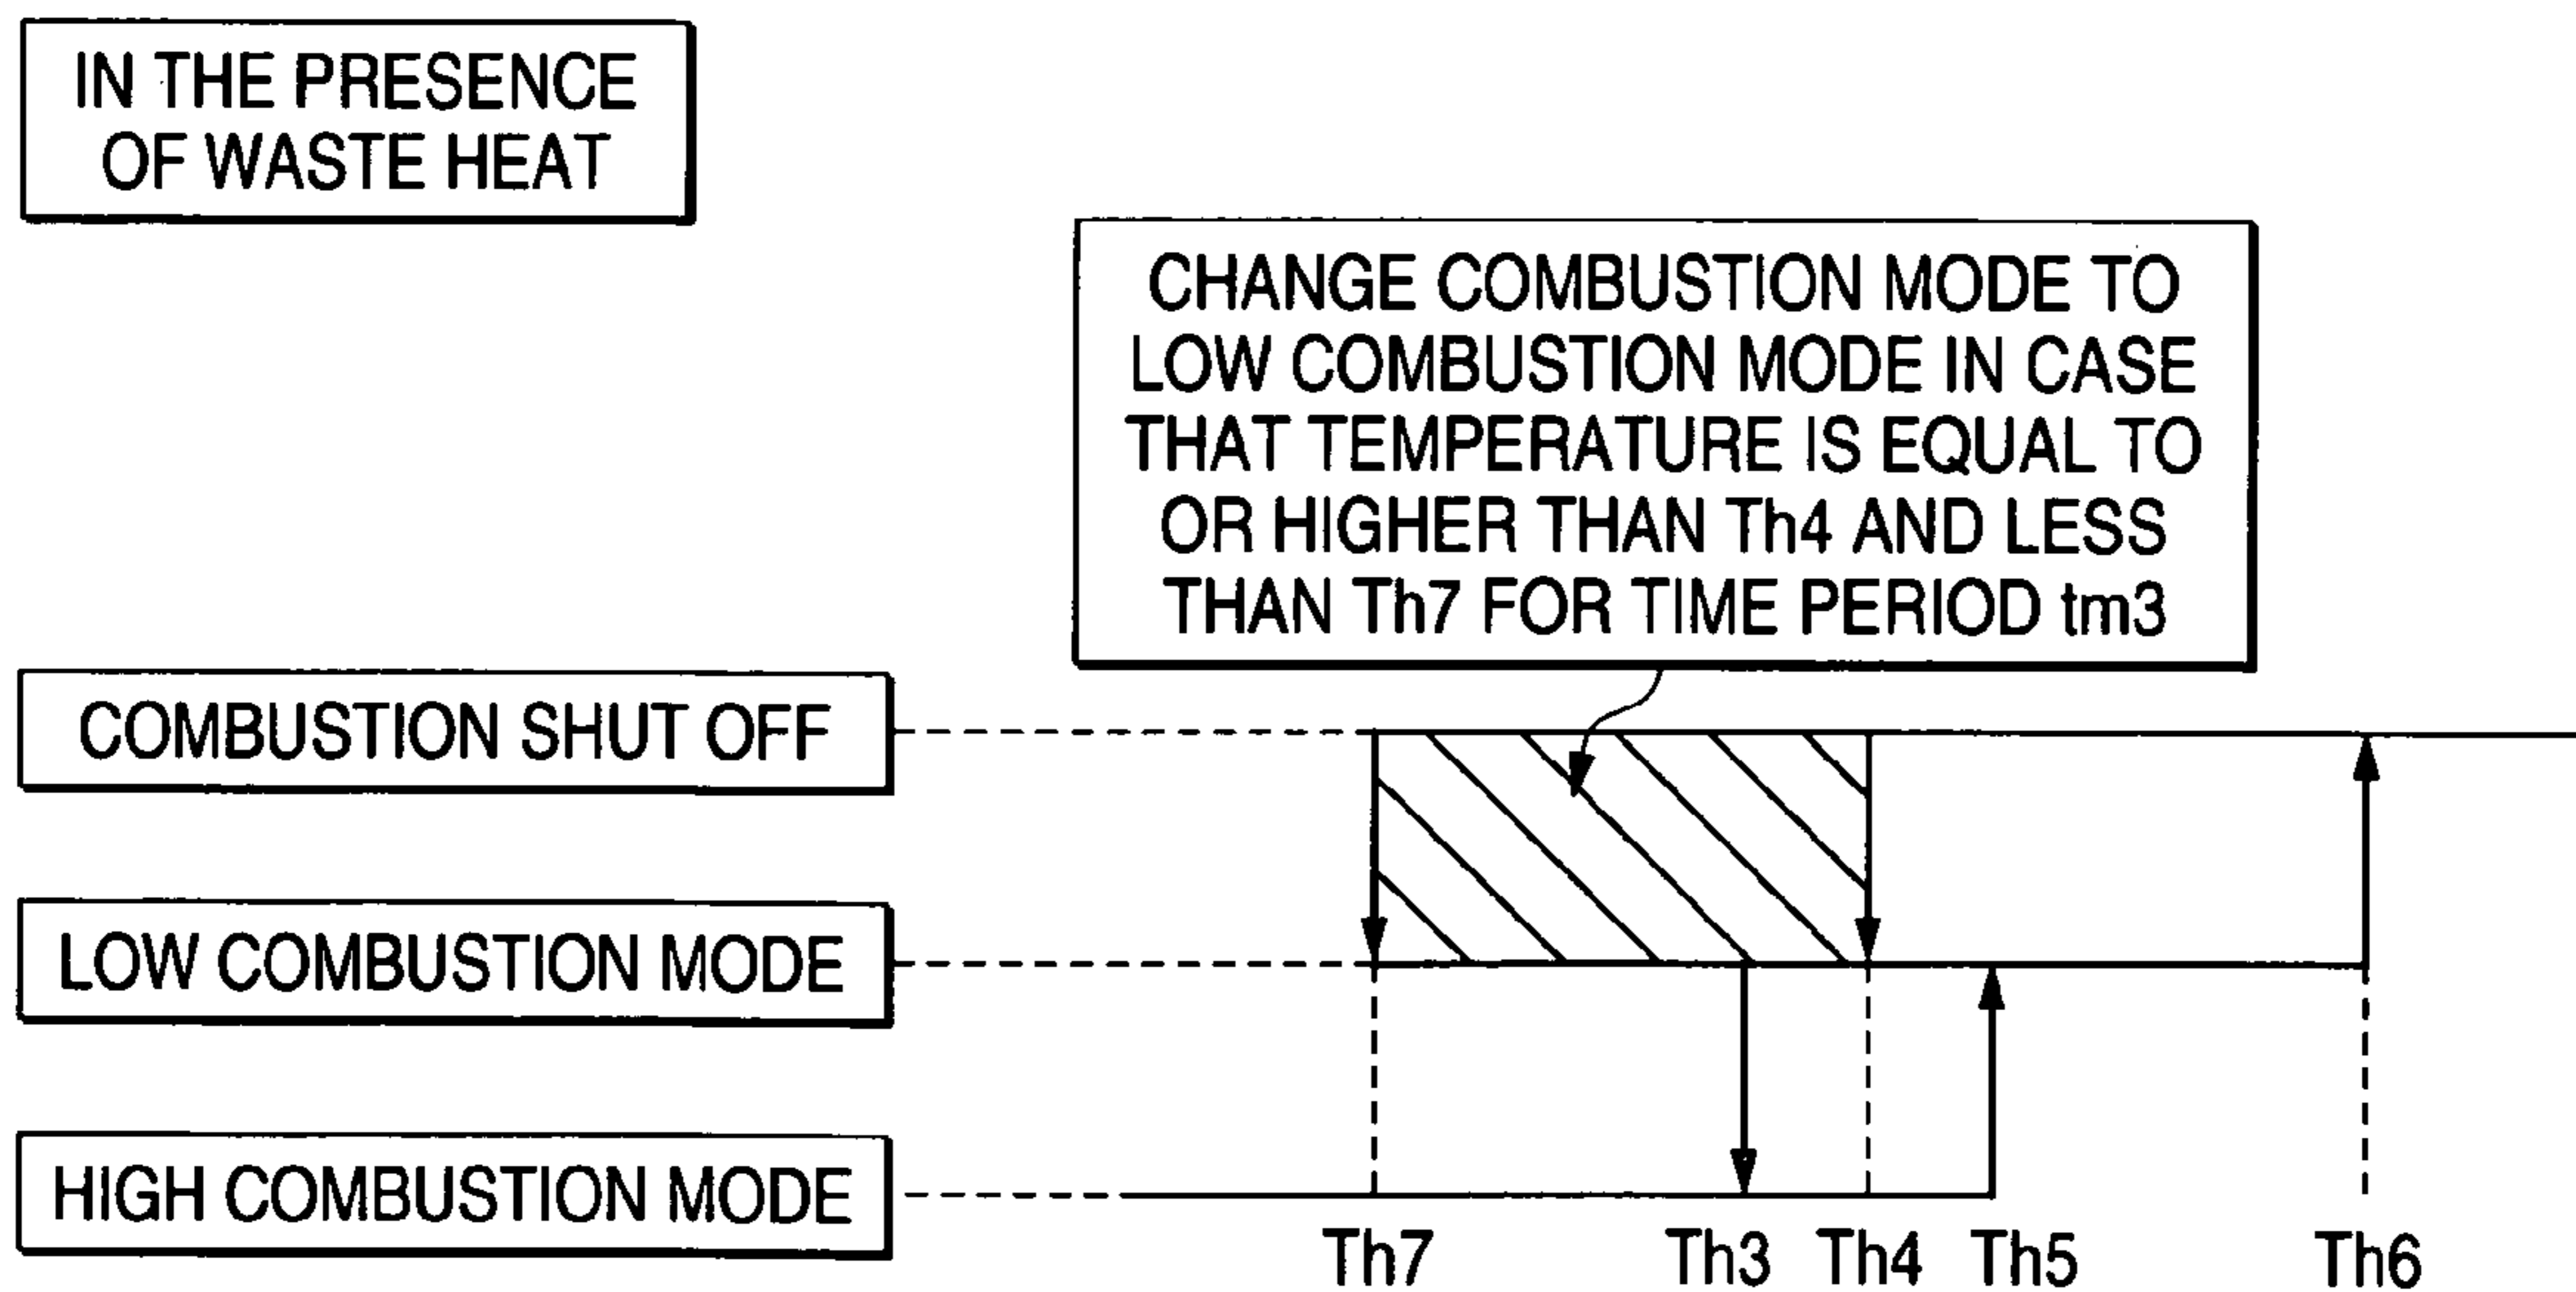 IN THE PRESENCE
OF WASTE HEAT
CHANGE COMBUSTION MODE TO
LOW COMBUSTION MODE IN CASE
THAT TEMPERATURE IS EQUAL TO
OR HIGHER THAN Th4 AND LESS
THAN Th7 FOR TIME PERIOD tm3
COMBUSTION SHUT OFF
LOW COMBUSTION MODE
HIGH COMBUSTION MODE
Th7 Th3 Th4 Th5 Th6